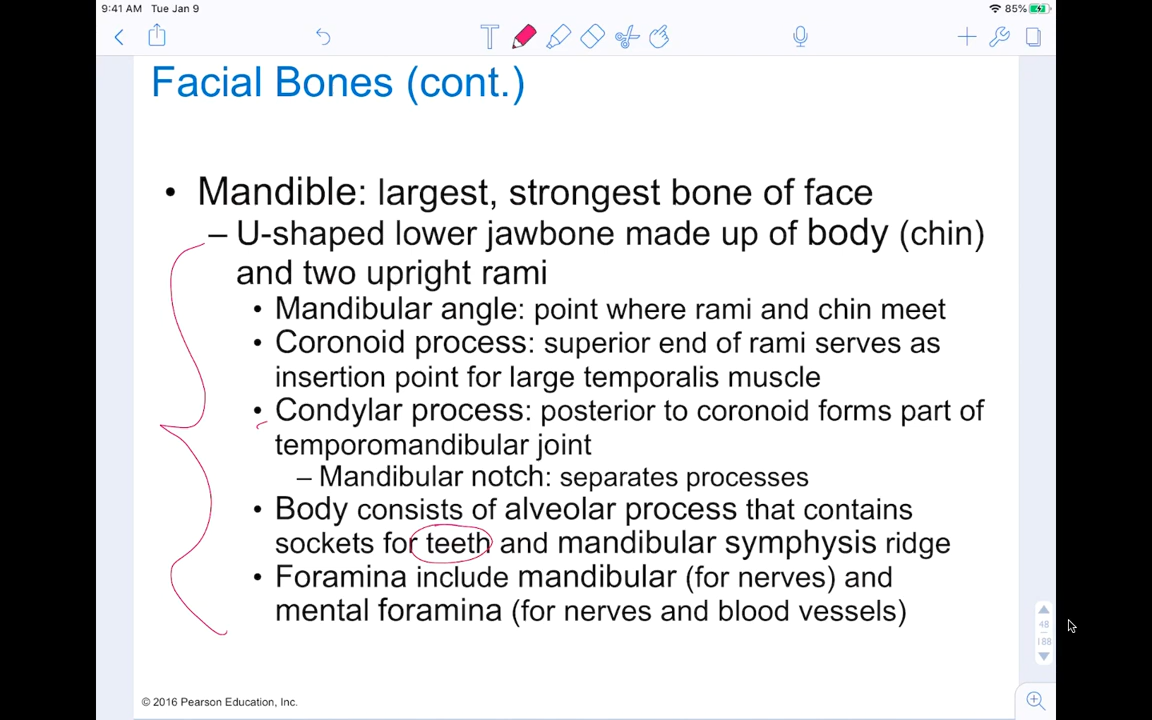 9:41 AM Tue Jan 9
85%
T
Facial Bones (cont.)
• Mandible: largest, strongest bone of face
– U-shaped lower jawbone made up of body (chin)
and two upright rami
• Mandibular angle: point where rami and chin meet
• Coronoid process: superior end of rami serves as
insertion point for large temporalis muscle
• Condylar process: posterior to coronoid forms part of
temporomandibular joint
– Mandibular notch: separates processes
• Body consists of alveolar process that contains
sockets for teeth and mandibular symphysis ridge
• Foramina include mandibular (for nerves) and
mental foramina (for nerves and blood vessels)
48
188
© 2016 Pearson Education, Inc.